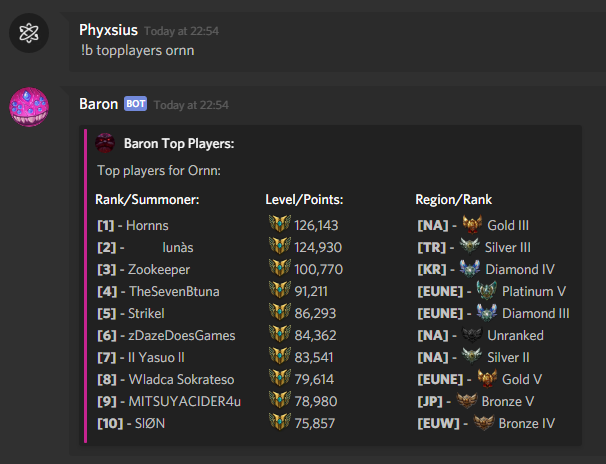 Phyxsius Today at 22:54
!b topplayers ornn
Baron BOT Today at 22:54
Baron Top Players:
Top players for Ornn:
Rank/Summoner: Level/Points: Region/Rank
[1] - Hornns 126,143 [NA] - Gold III
[2] - lunàs 124,930 [TR] - Silver III
[3] - Zookeeper 100,770 [KR] - Diamond IV
[4] - TheSevenBtuna 91,211 [EUNE] - Platinum V
[5] - Strikel 86,293 [EUNE] - Diamond III
[6] - zDazeDoesGames 84,362 [NA] - Unranked
[7] - II Yasuo II 83,541 [NA] - Silver II
[8] - Wladca Sokrateso 79,614 [EUNE] - Gold V
[9] - MITSUYACIDER4u 78,980 [JP] - Bronze V
[10] - SIØN 75,857 [EUW] - Bronze IV